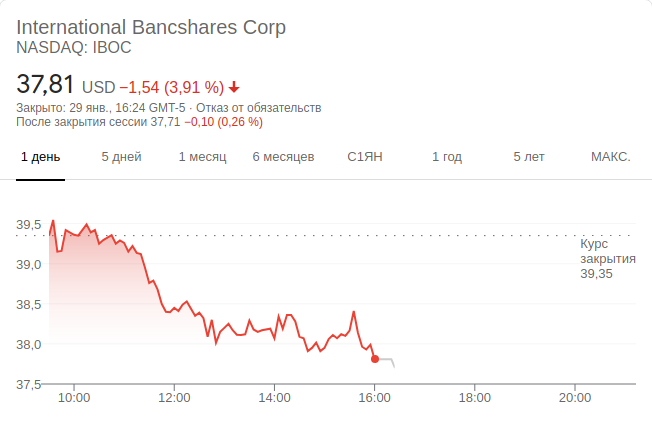 International Bancshares Corp
NASDAQ: IBOC
37,81 USD −1,54 (3,91 %)
Закрыто: 29 янв., 16:24 GMT-5 · Отказ от обязательств
После закрытия сессии 37,71 −0,10 (0,26 %)
1 день 5 дней 1 месяц 6 месяцев С1ЯН 1 год 5 лет МАКС.
39,5
Курс
закрытия
39,35
39,0
38,5
38,0
37,5
10:00 12:00 14:00 16:00 18:00 20:00